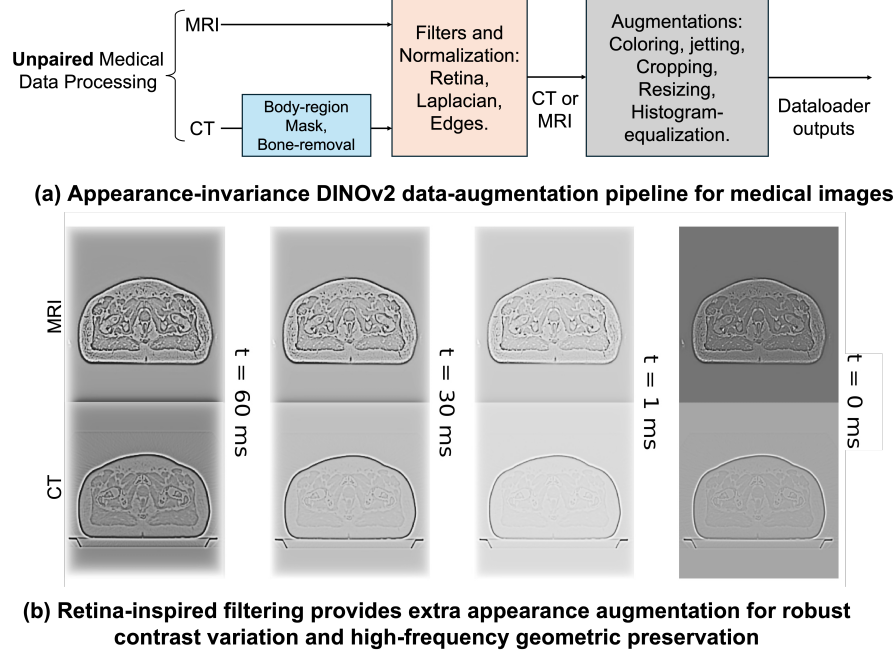 Unpaired Medical
Data Processing
MRI
CT
Body-region
Mask,
Bone-removal
Filters and
Normalization:
Retina,
Laplacian,
Edges.
CT or
MRI
Augmentations:
Coloring, jetting,
Cropping,
Resizing,
Histogram-
equalization.
Dataloader
outputs
(a) Appearance-invariance DINOv2 data-augmentation pipeline for medical images
MRI
CT
t = 60 ms
t = 30 ms
t = 1 ms
t = 0 ms
(b) Retina-inspired filtering provides extra appearance augmentation for robust
contrast variation and high-frequency geometric preservation